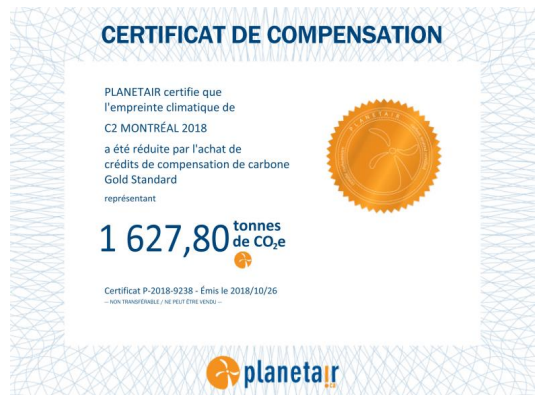 CERTIFICAT DE COMPENSATION
PLANETAIR certifie que
l'empreinte climatique de
C2 MONTRÉAL 2018
a été réduite par l'achat de
crédits de compensation de carbone
Gold Standard
représentant
1 627,80 tonnes
de CO₂e
Certificat P-2018-9238 - Émis le 2018/10/26
-- NON TRANSFÉRABLE / NE PEUT ÊTRE VENDU --
PLANETAIR
planetair